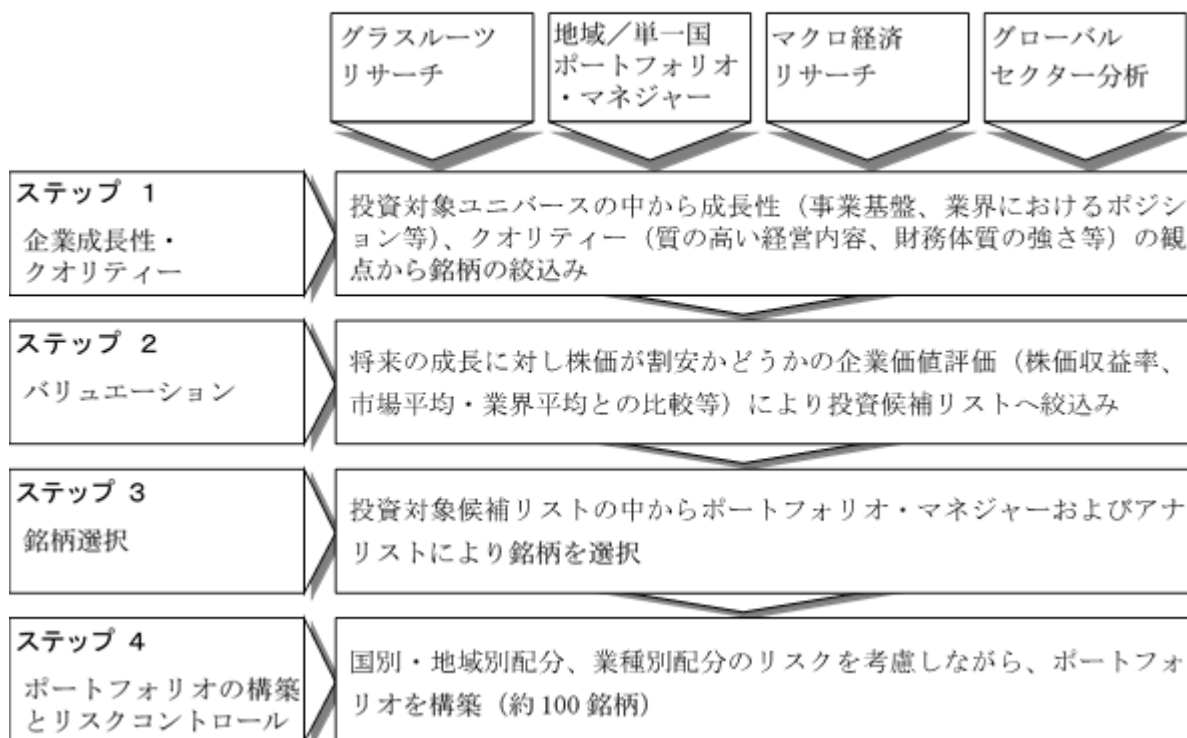 グラスルーツ
リサーチ
地域／単一国
ポートフォリオ
・マネジャー
マクロ経済
リサーチ
グローバル
セクター分析
ステップ 1
企業成長性・
クオリティー
投資対象ユニバースの中から成長性（事業基盤、業界におけるポジシ
ョン等）、クオリティー（質の高い経営内容、財務体質の強さ等）の観
点から銘柄の絞込み
ステップ 2
バリュエーション
将来の成長に対し株価が割安かどうかの企業価値評価（株価収益率、
市場平均・業界平均との比較等）により投資候補リストへ絞込み
ステップ 3
銘柄選択
投資対象候補リストの中からポートフォリオ・マネジャーおよびアナ
リストにより銘柄を選択
ステップ 4
ポートフォリオの構築
とリスクコントロール
国別・地域別配分、業種別配分のリスクを考慮しながら、ポートフォ
リオを構築（約100銘柄）